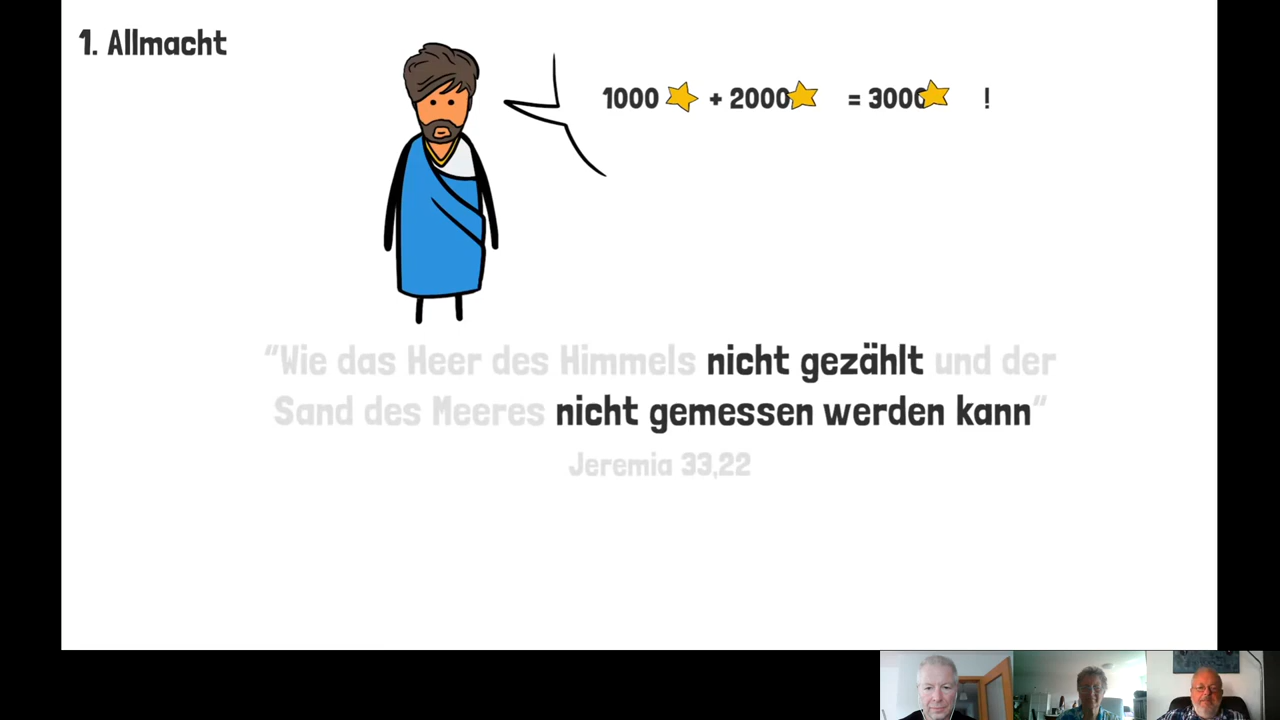 1. Allmacht
1000 + 2000 = 3000 !
“Wie das Heer des Himmels nicht gezählt und der
Sand des Meeres nicht gemessen werden kann”
Jeremia 33,22